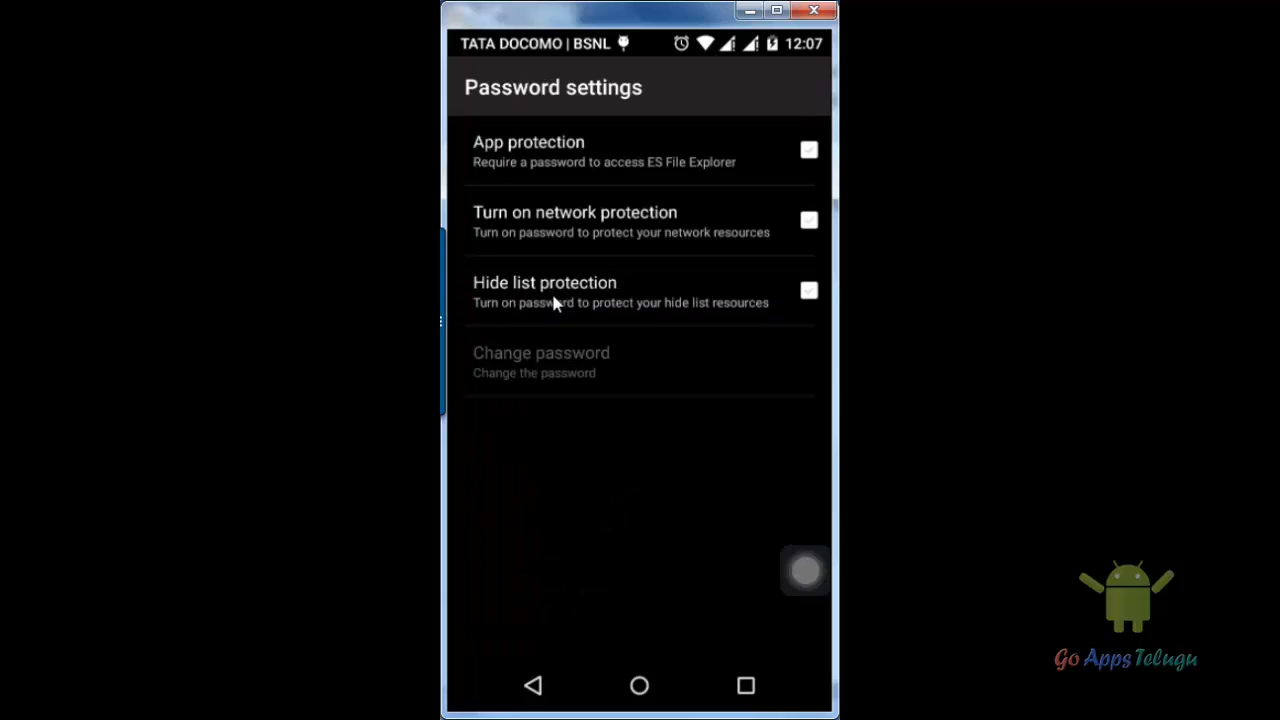 TATA DOCOMO | BSNL 12:07
Password settings
App protection
Require a password to access ES File Explorer
Turn on network protection
Turn on password to protect your network resources
Hide list protection
Turn on password to protect your hide list resources
Change password
Change the password
Go Apps Telugu